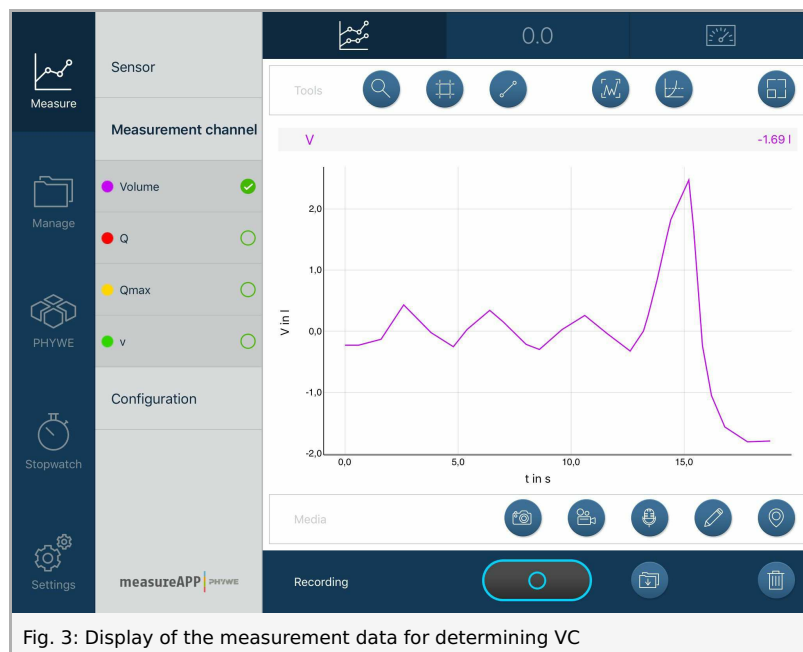 0.0
Measure
Manage
PHYWE
Stopwatch
Settings
Sensor
Measurement channel
Volume
Q
Qmax
v
Configuration
measureAPP PHYWE
Tools
V -1.69 l
V in l
2,0
1,0
0,0
-1,0
-2,0
0,0 5,0 10,0 15,0
t in s
Media
Recording
Fig. 3: Display of the measurement data for determining VC